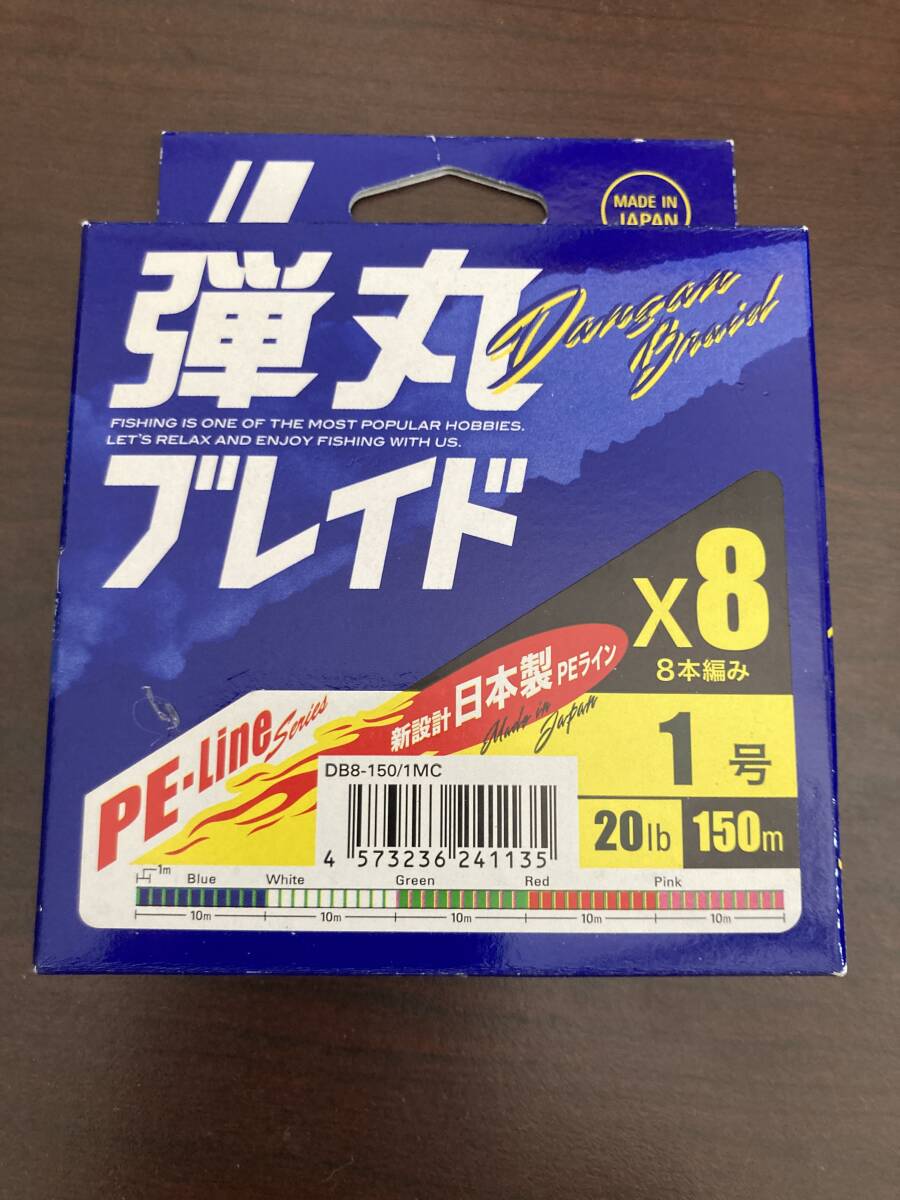 MADE IN
JAPAN
弾丸
Dangan
Braid
FISHING IS ONE OF THE MOST POPULAR HOBBIES.
LET'S RELAX AND ENJOY FISHING WITH US.
ブレイド
X8
8本編み
新設計 日本製 PEライン
Made in Japan
PE-Line Series
1号
20lb
150m
DB8-150/1MC
4 573236 241135
1m
Blue White Green Red Pink
10m 10m 10m 10m 10m